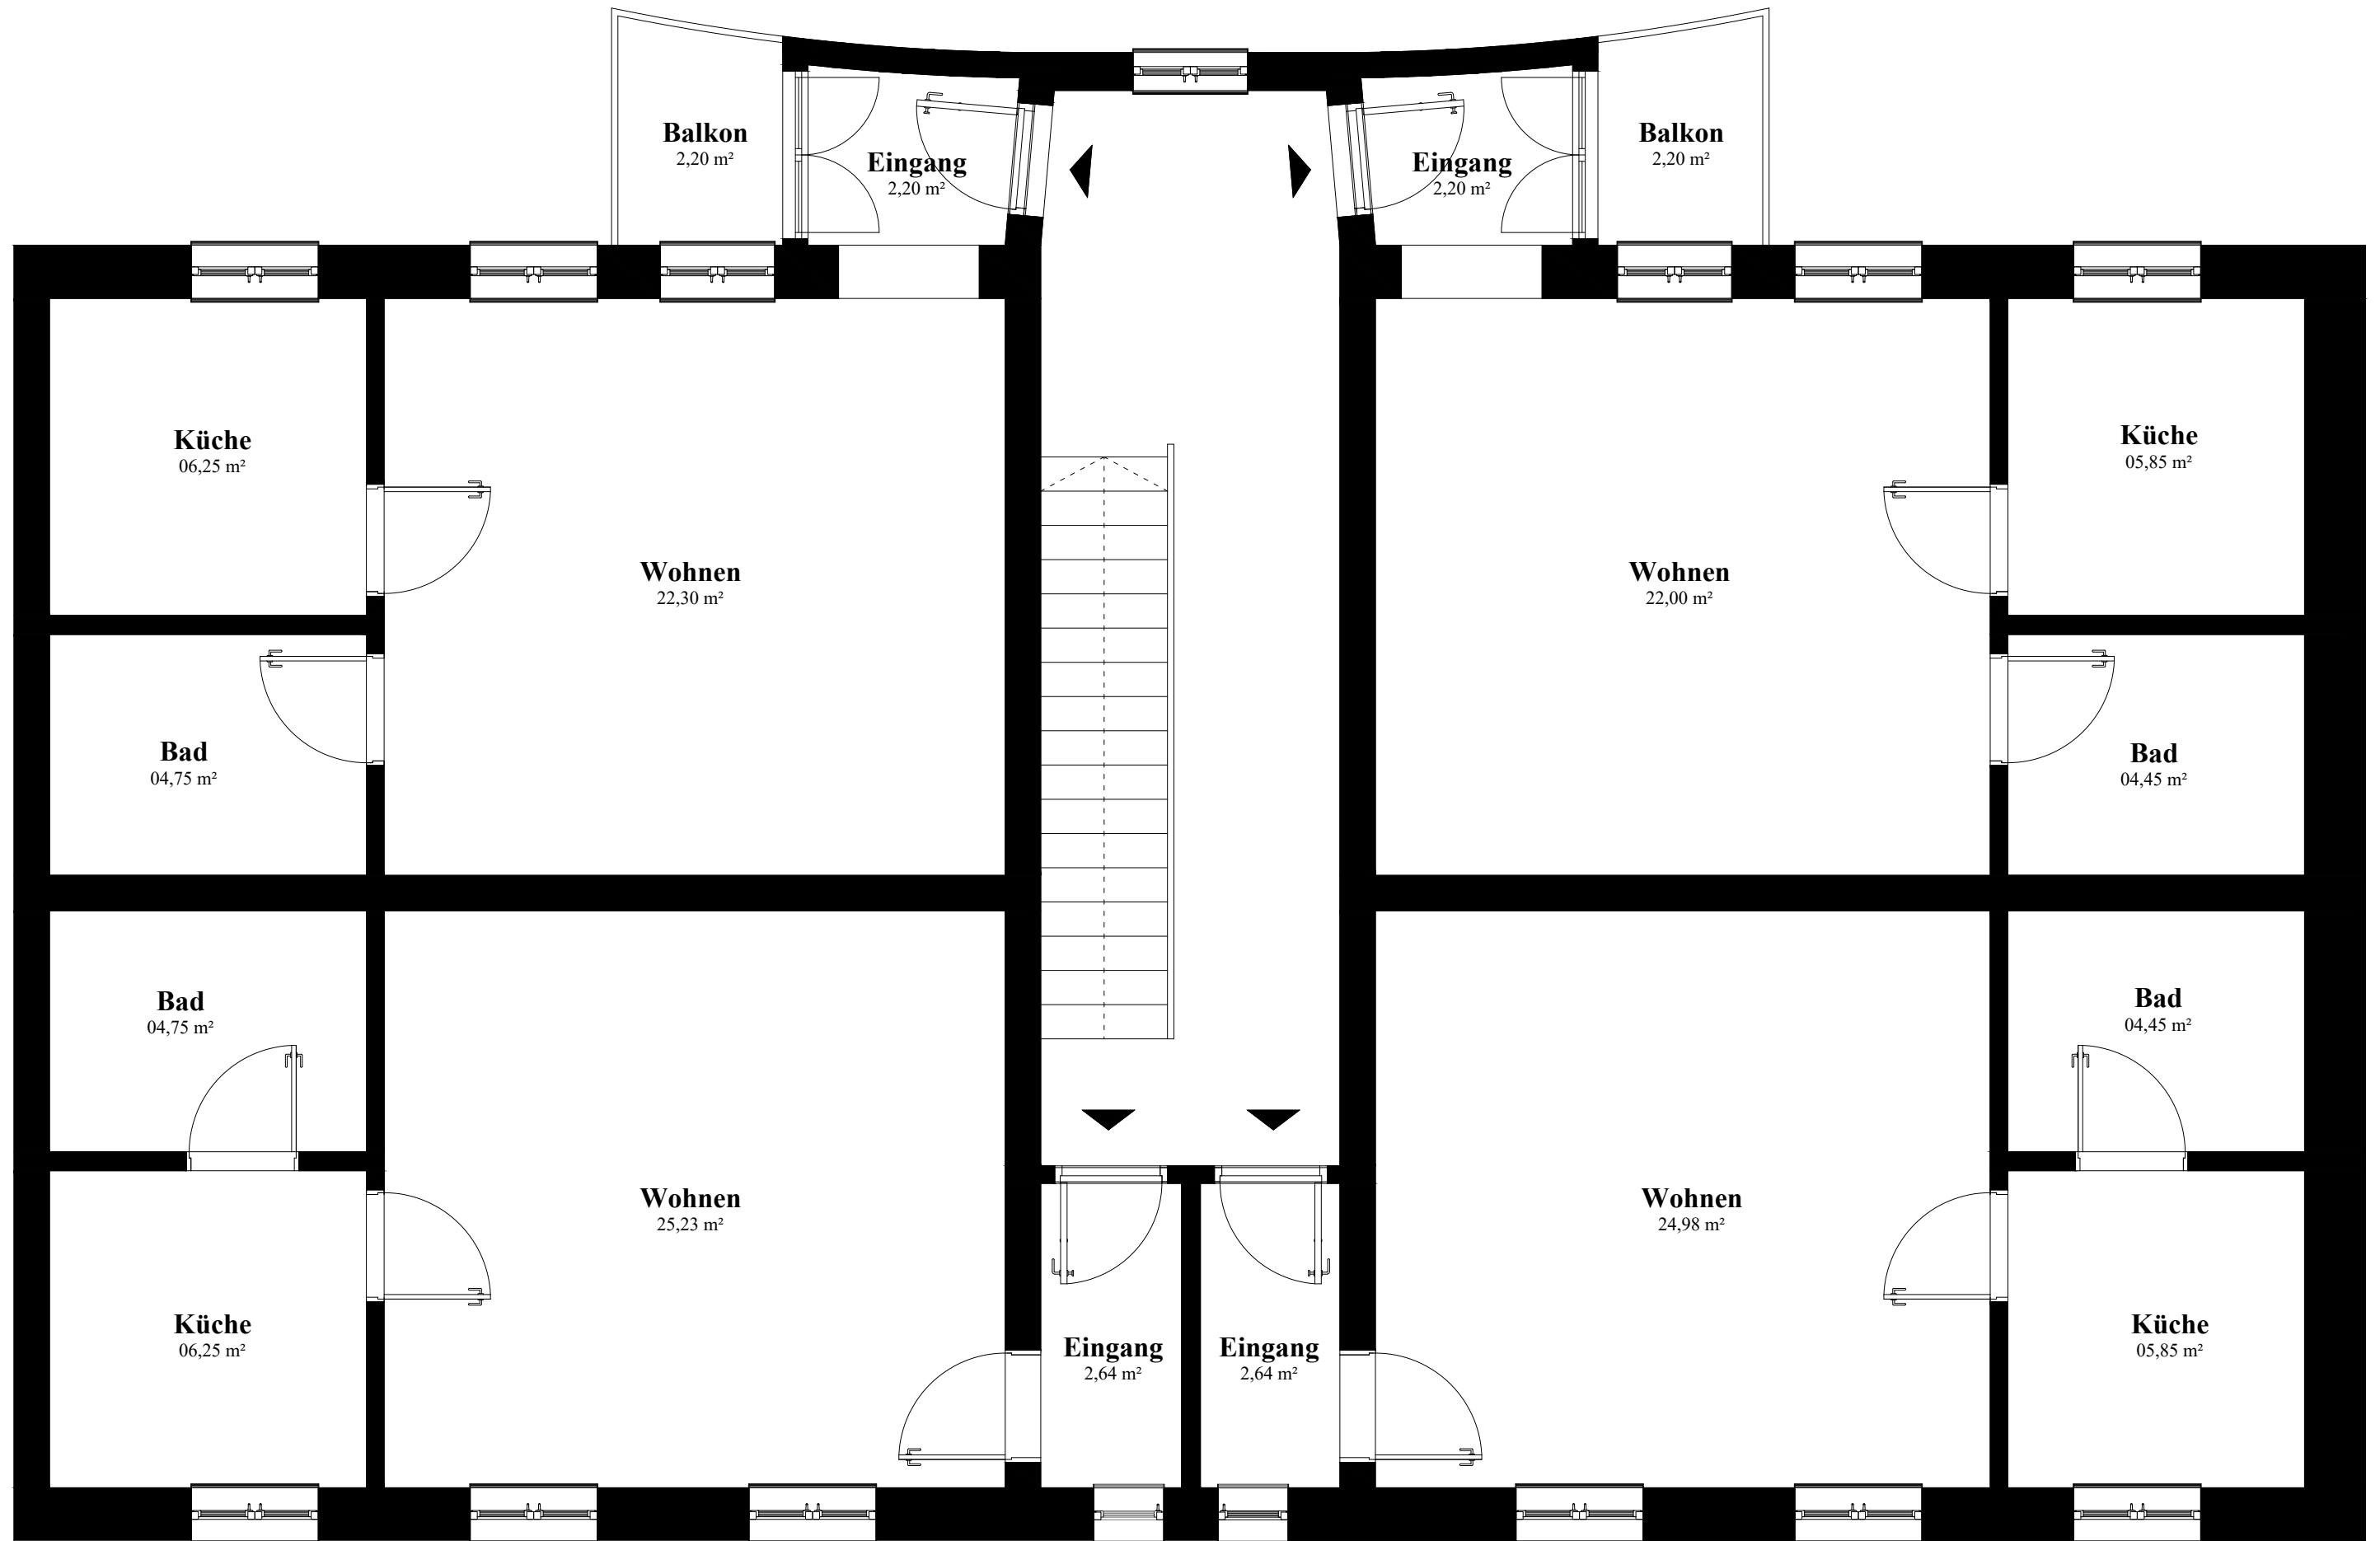 Balkon
2,20 m²
Eingang
2,20 m²
Eingang
2,20 m²
Balkon
2,20 m²
Küche
06,25 m²
Wohnen
22,30 m²
Wohnen
22,00 m²
Küche
05,85 m²
Bad
04,75 m²
Bad
04,45 m²
Bad
04,75 m²
Bad
04,45 m²
Wohnen
25,23 m²
Wohnen
24,98 m²
Küche
06,25 m²
Eingang
2,64 m²
Eingang
2,64 m²
Küche
05,85 m²